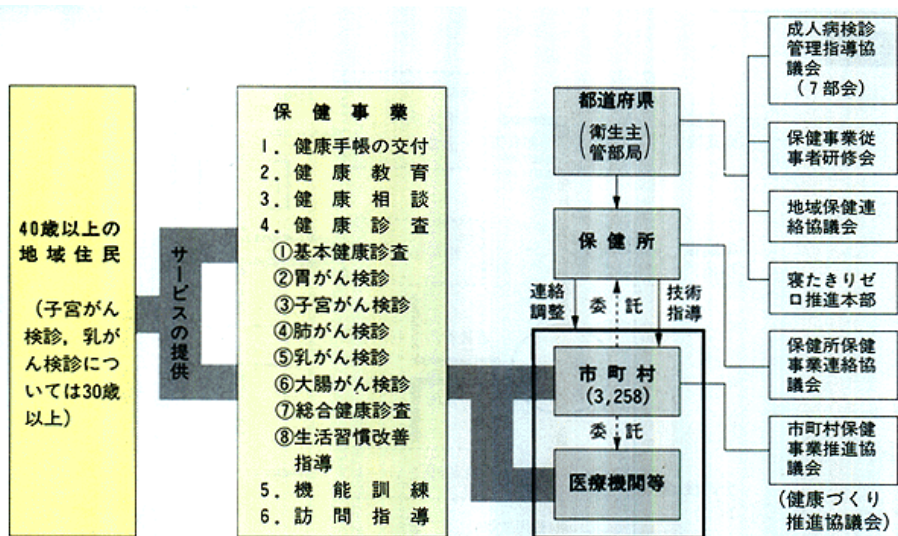 40歳以上の
地域住民
(子宮がん
検診,乳が
ん検診につ
いては30歳
以上)
サービスの提供
保健事業
1.健康手帳の交付
2.健康教育
3.健康相談
4.健康診査
①基本健康診査
②胃がん検診
③子宮がん検診
④肺がん検診
⑤乳がん検診
⑥大腸がん検診
⑦総合健康診査
⑧生活習慣改善
指導
5.機能訓練
6.訪問指導
都道府県
(衛生主
管部局)
保健所
連絡
調整
委託
技術
指導
市町村
(3,258)
委託
医療機関等
成人病検診
管理指導協
議会
(7部会)
保健事業従
事者研修会
地域保健連
絡協議会
寝たきりゼ
ロ推進本部
保健所保健
事業連絡協
議会
市町村保健
事業推進協
議会
(健康づくり
推進協議会)